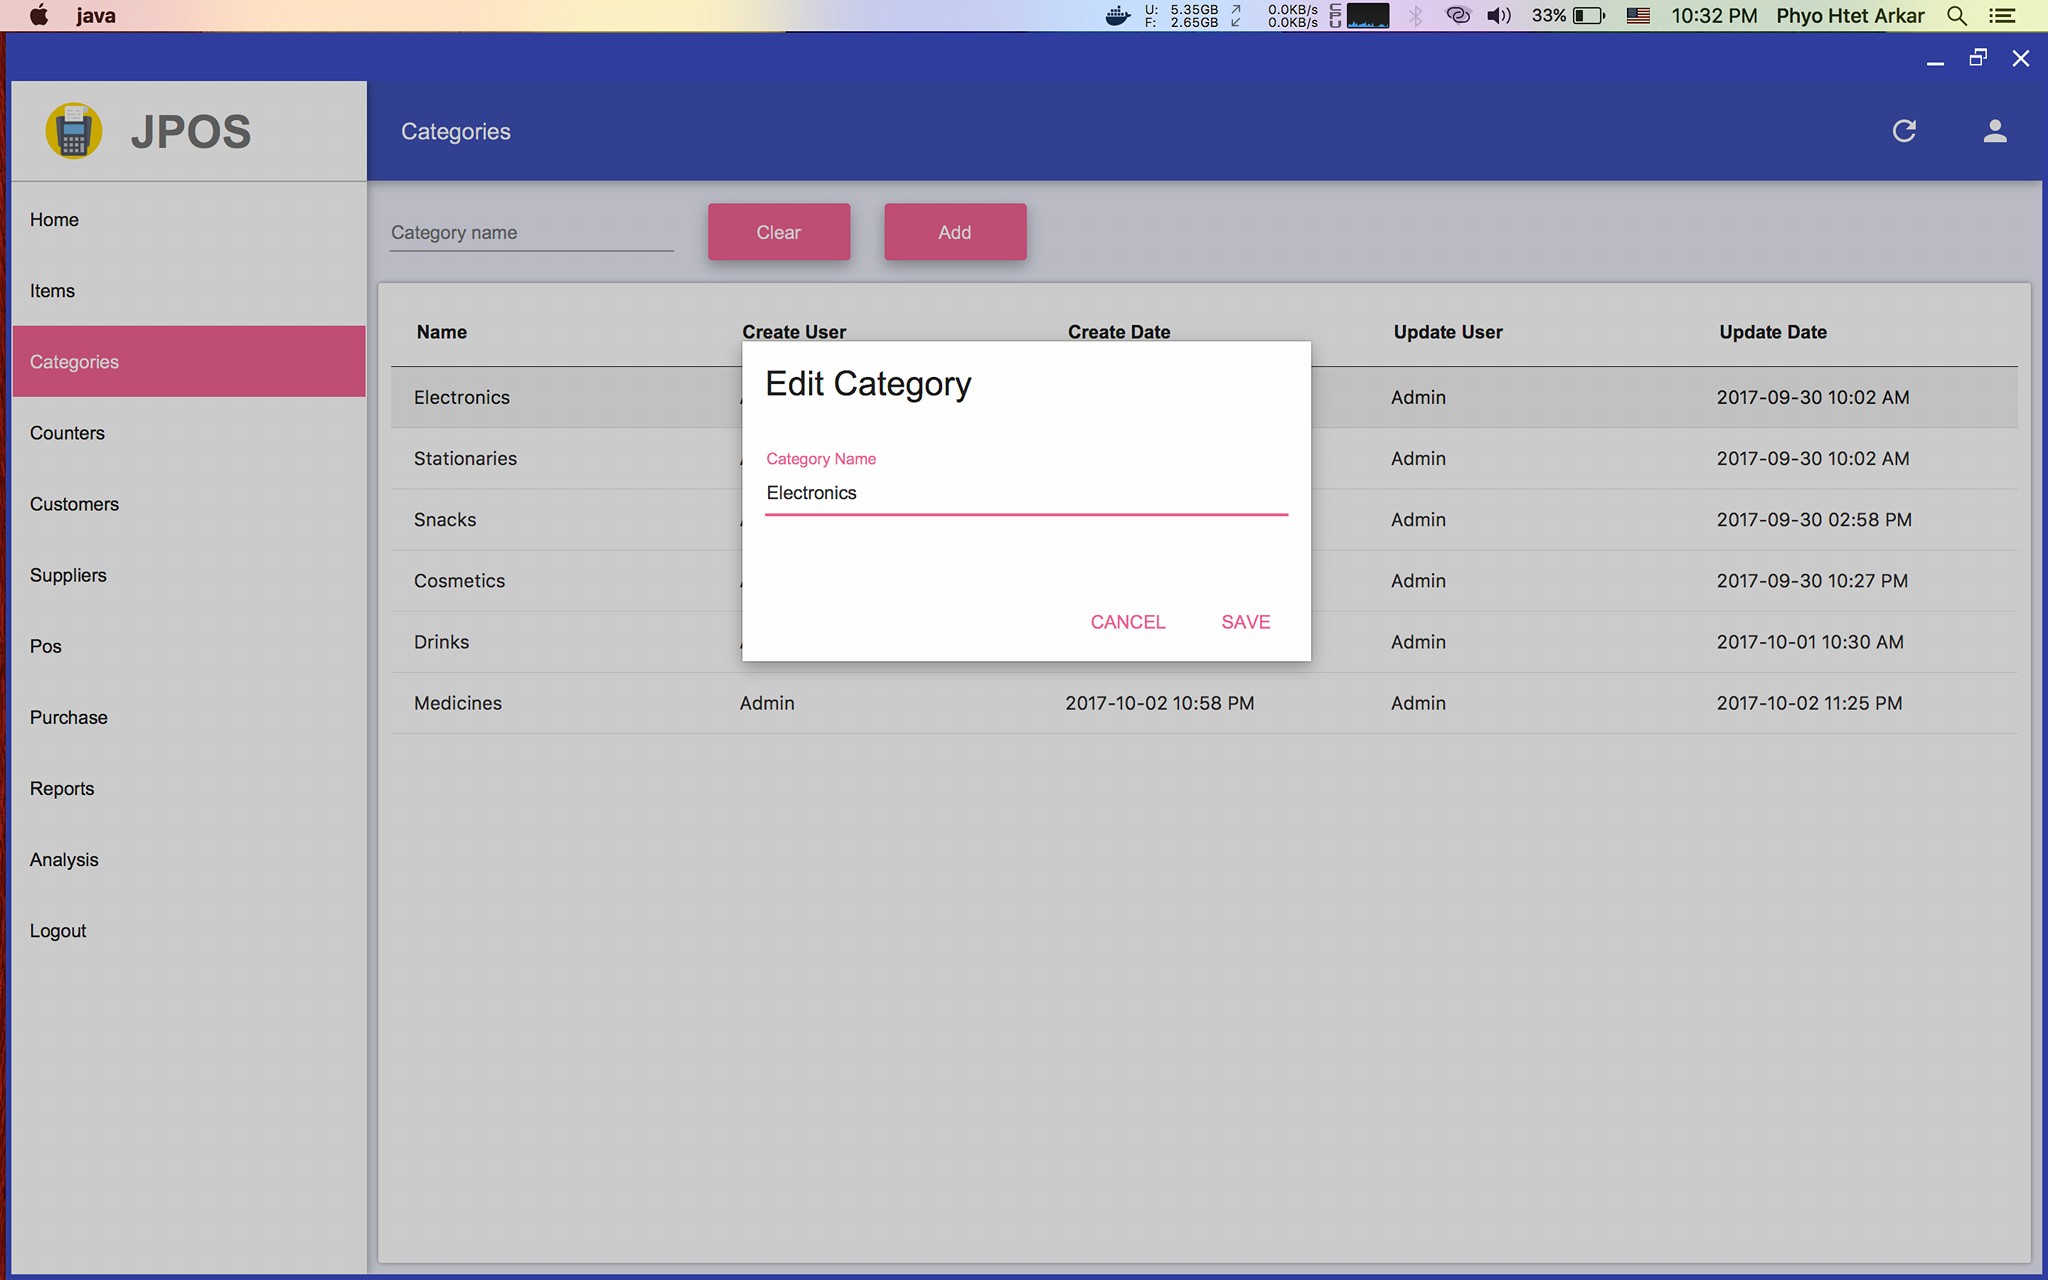 java
U: 5.35GB 0.0KB/s CPU 33% 10:32 PM Phyo Htet Arkar
F: 2.65GB 0.0KB/s
JPOS
Categories
Home
Items
Categories
Counters
Customers
Suppliers
Pos
Purchase
Reports
Analysis
Logout
Category name Clear Add
Name Create User Create Date Update User Update Date
Electronics Admin 2017-09-30 10:02 AM
Stationaries Admin 2017-09-30 10:02 AM
Snacks Admin 2017-09-30 02:58 PM
Cosmetics Admin 2017-09-30 10:27 PM
Drinks Admin 2017-10-01 10:30 AM
Medicines Admin 2017-10-02 10:58 PM Admin 2017-10-02 11:25 PM
Edit Category
Category Name
Electronics
CANCEL SAVE